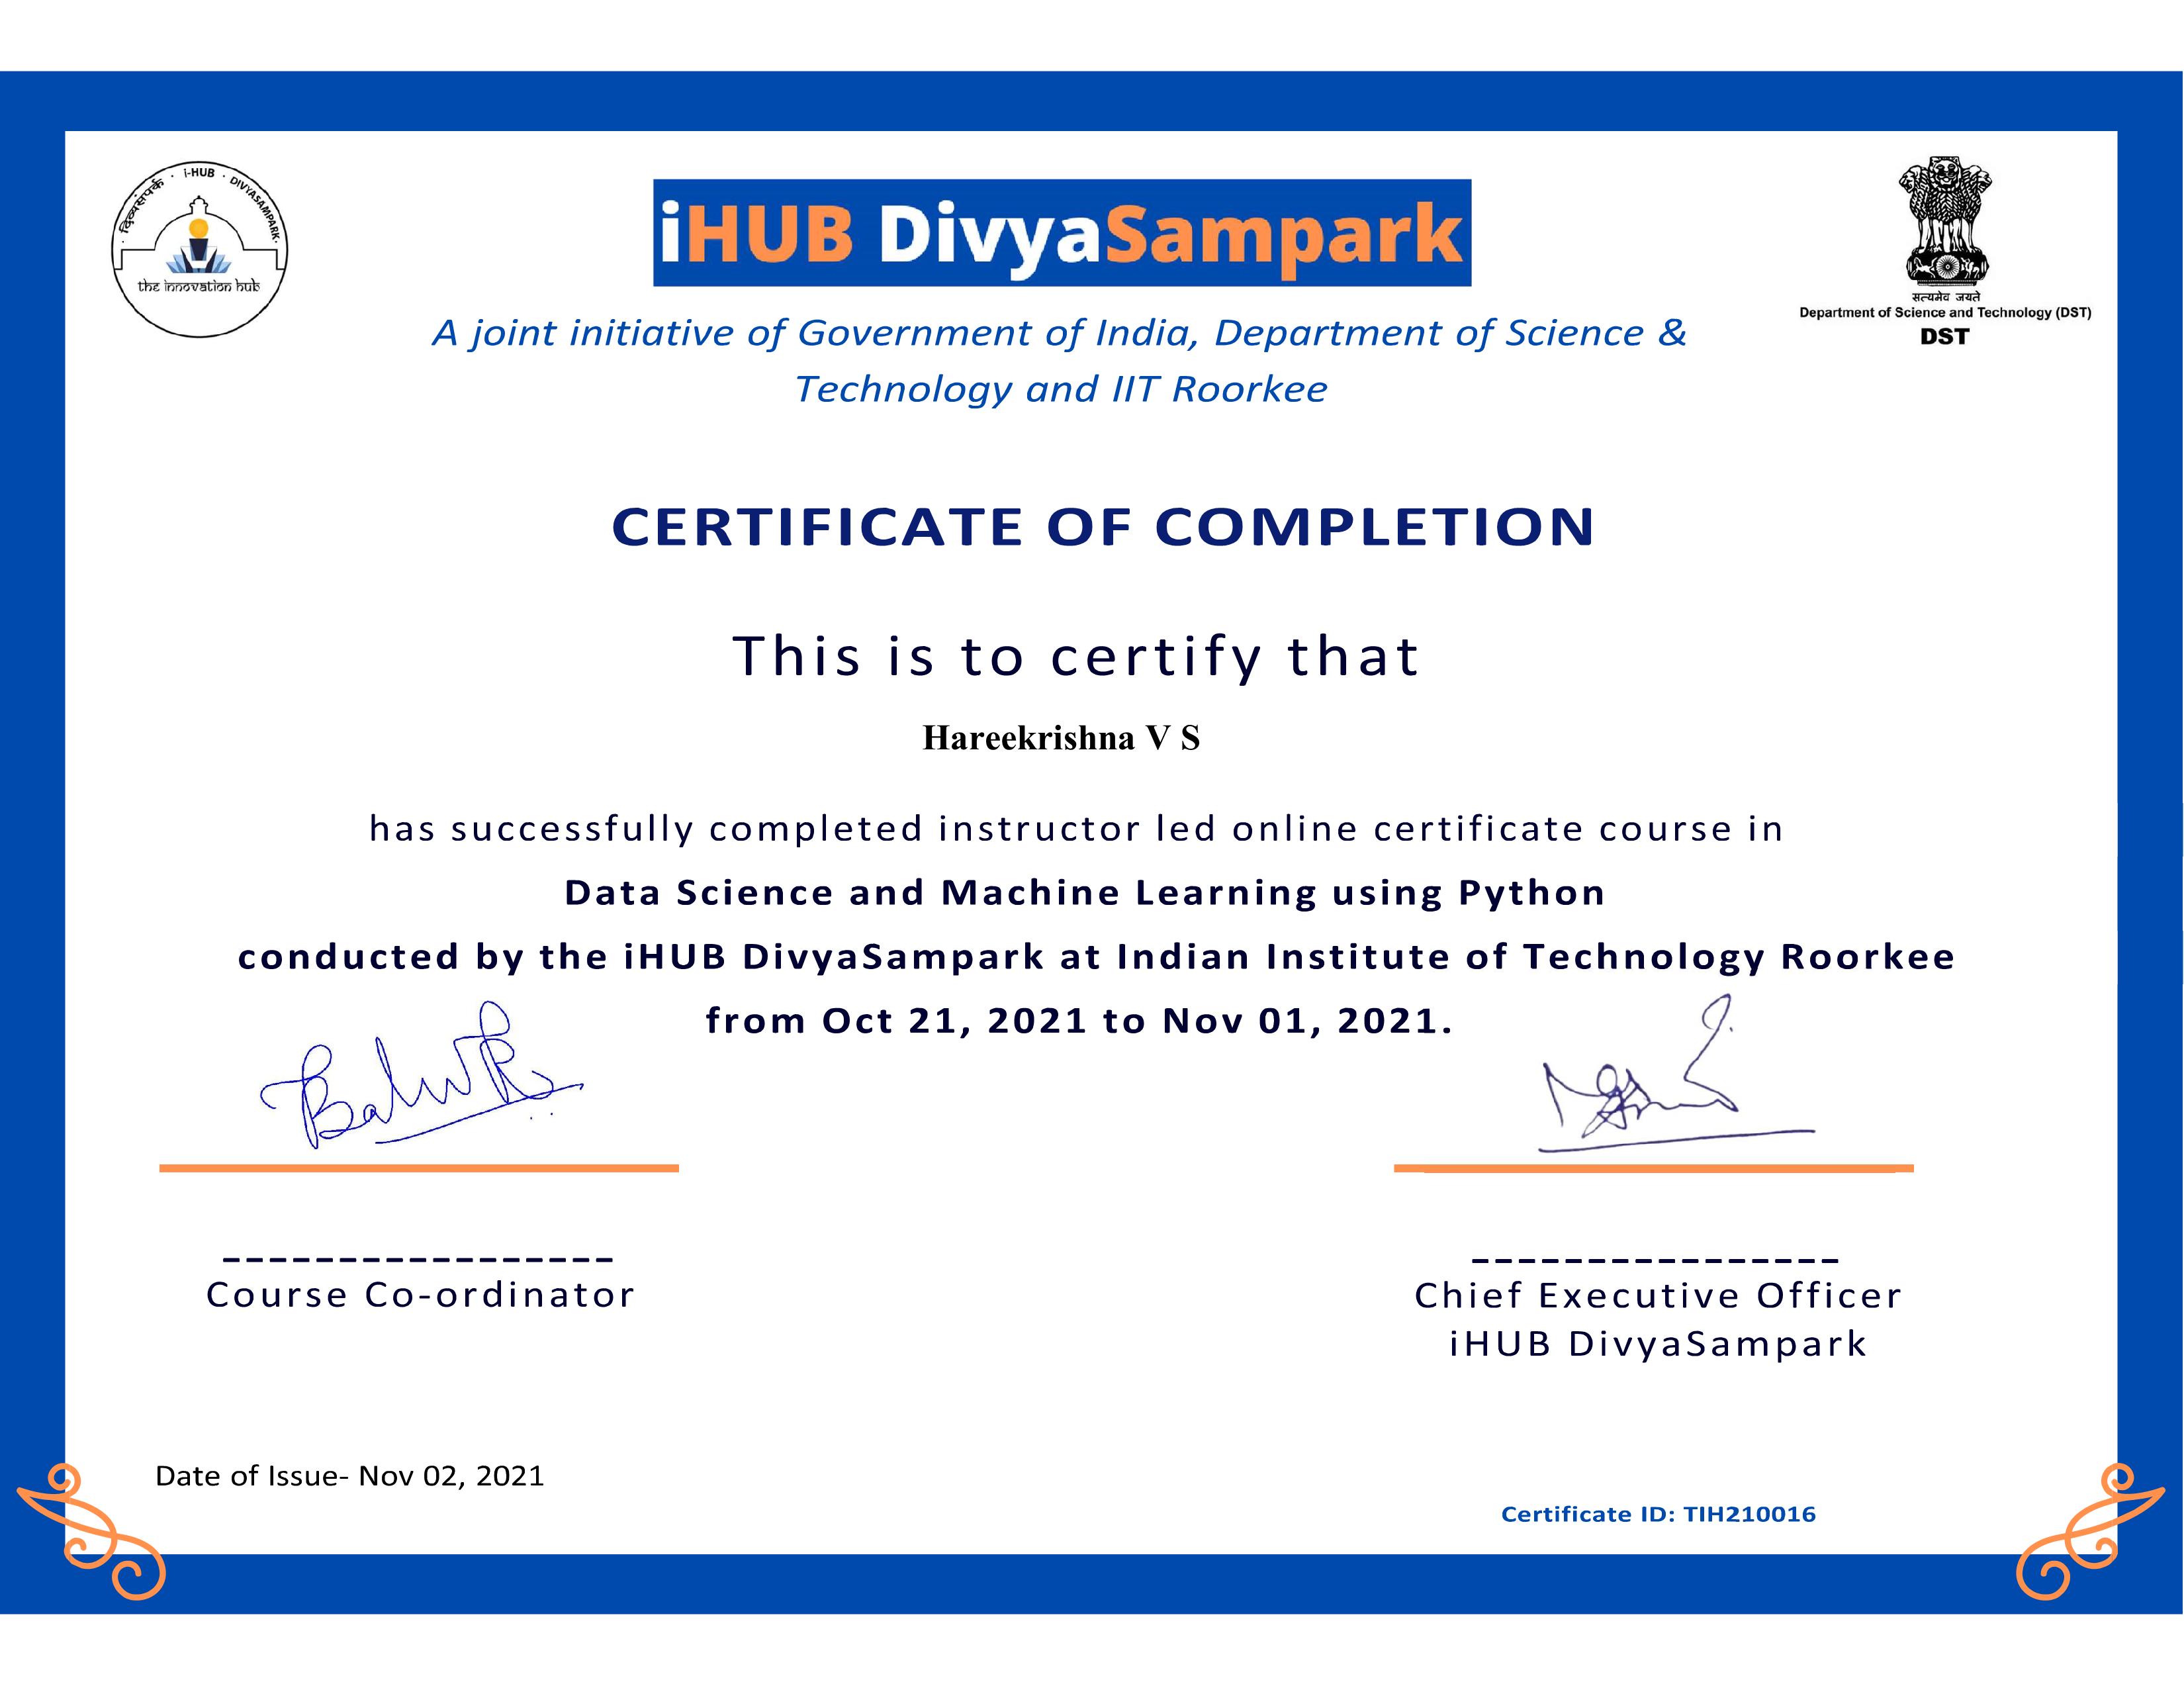 दिव्यसंपर्क · i-HUB · DIVYASAMPARK ·
the innovation hub
iHUB DivyaSampark
सत्यमेव जयते
Department of Science and Technology (DST)
DST
A joint initiative of Government of India, Department of Science &
Technology and IIT Roorkee
CERTIFICATE OF COMPLETION
This is to certify that
Hareekrishna V S
has successfully completed instructor led online certificate course in
Data Science and Machine Learning using Python
conducted by the iHUB DivyaSampark at Indian Institute of Technology Roorkee
from Oct 21, 2021 to Nov 01, 2021.
Course Co-ordinator
Chief Executive Officer
iHUB DivyaSampark
Date of Issue- Nov 02, 2021
Certificate ID: TIH210016